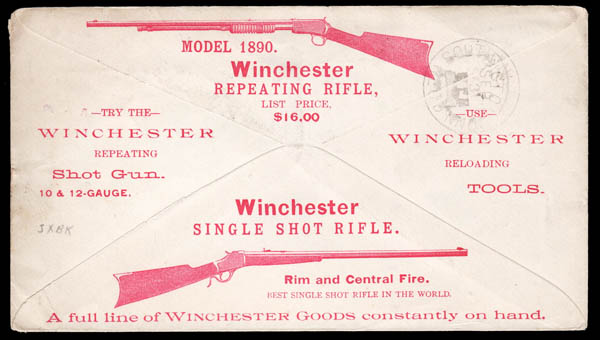 MODEL 1890.
Winchester
REPEATING RIFLE,
LIST PRICE,
$16.00
—TRY THE—
WINCHESTER
REPEATING
Shot Gun.
10 & 12-GAUGE.
—USE—
WINCHESTER
RELOADING
TOOLS.
Winchester
SINGLE SHOT RIFLE.
Rim and Central Fire.
BEST SINGLE SHOT RIFLE IN THE WORLD.
A full line of WINCHESTER GOODS constantly on hand.